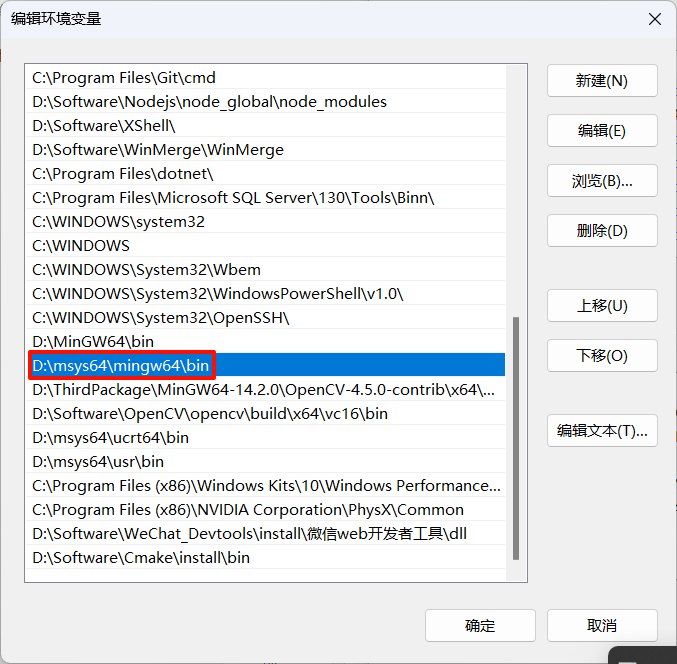 编辑环境变量
C:\Program Files\Git\cmd
D:\Software\Nodejs\node_global\node_modules
D:\Software\XShell\
D:\Software\WinMerge\WinMerge
C:\Program Files\dotnet\
C:\Program Files\Microsoft SQL Server\130\Tools\Binn\
C:\WINDOWS\system32
C:\WINDOWS
C:\WINDOWS\System32\Wbem
C:\WINDOWS\System32\WindowsPowerShell\v1.0\
C:\WINDOWS\System32\OpenSSH\
D:\MinGW64\bin
D:\msys64\mingw64\bin
D:\ThirdPackage\MinGW64-14.2.0\OpenCV-4.5.0-contrib\x64\...
D:\Software\OpenCV\opencv\build\x64\vc16\bin
D:\msys64\ucrt64\bin
D:\msys64\usr\bin
C:\Program Files (x86)\Windows Kits\10\Windows Performance...
C:\Program Files (x86)\NVIDIA Corporation\PhysX\Common
D:\Software\WeChat_Devtools\install\微信web开发者工具\dll
D:\Software\Cmake\install\bin
新建(N)
编辑(E)
浏览(B)...
删除(D)
上移(U)
下移(O)
编辑文本(T)...
确定
取消